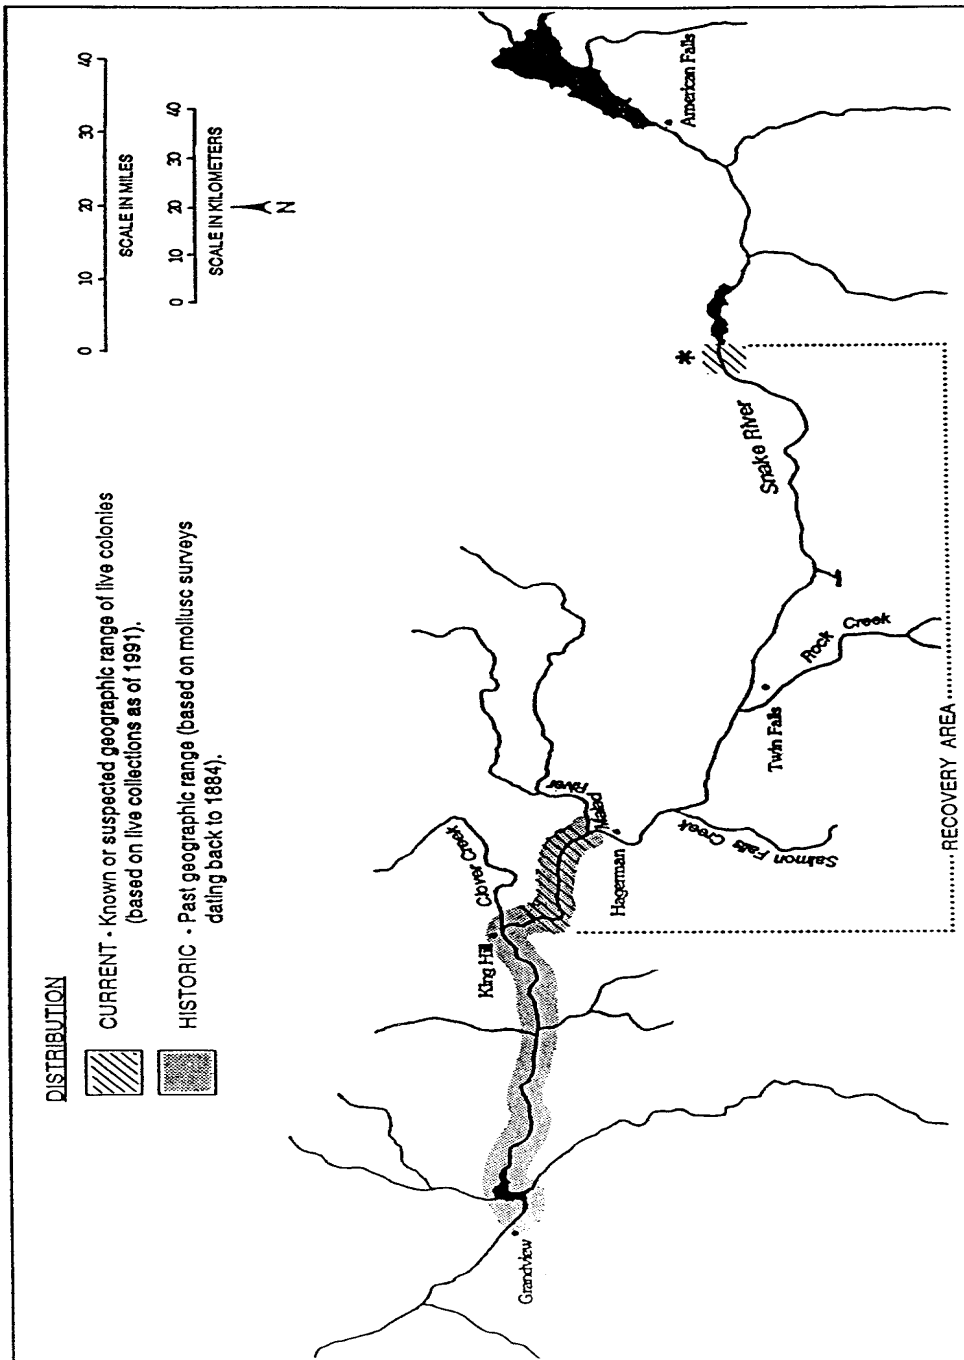 DISTRIBUTION
CURRENT - Known or suspected geographic range of live colonies
(based on live collections as of 1991).
HISTORIC - Past geographic range (based on mollusc surveys
dating back to 1884).
0 10 20 30 40
SCALE IN MILES
0 10 20 30 40
SCALE IN KILOMETERS
N
Grandview
King Hill
Clover Creek
Malad
River
Hagerman
Salmon Falls Creek
Twin Falls
Rock Creek
Snake River
*
American Falls
RECOVERY AREA